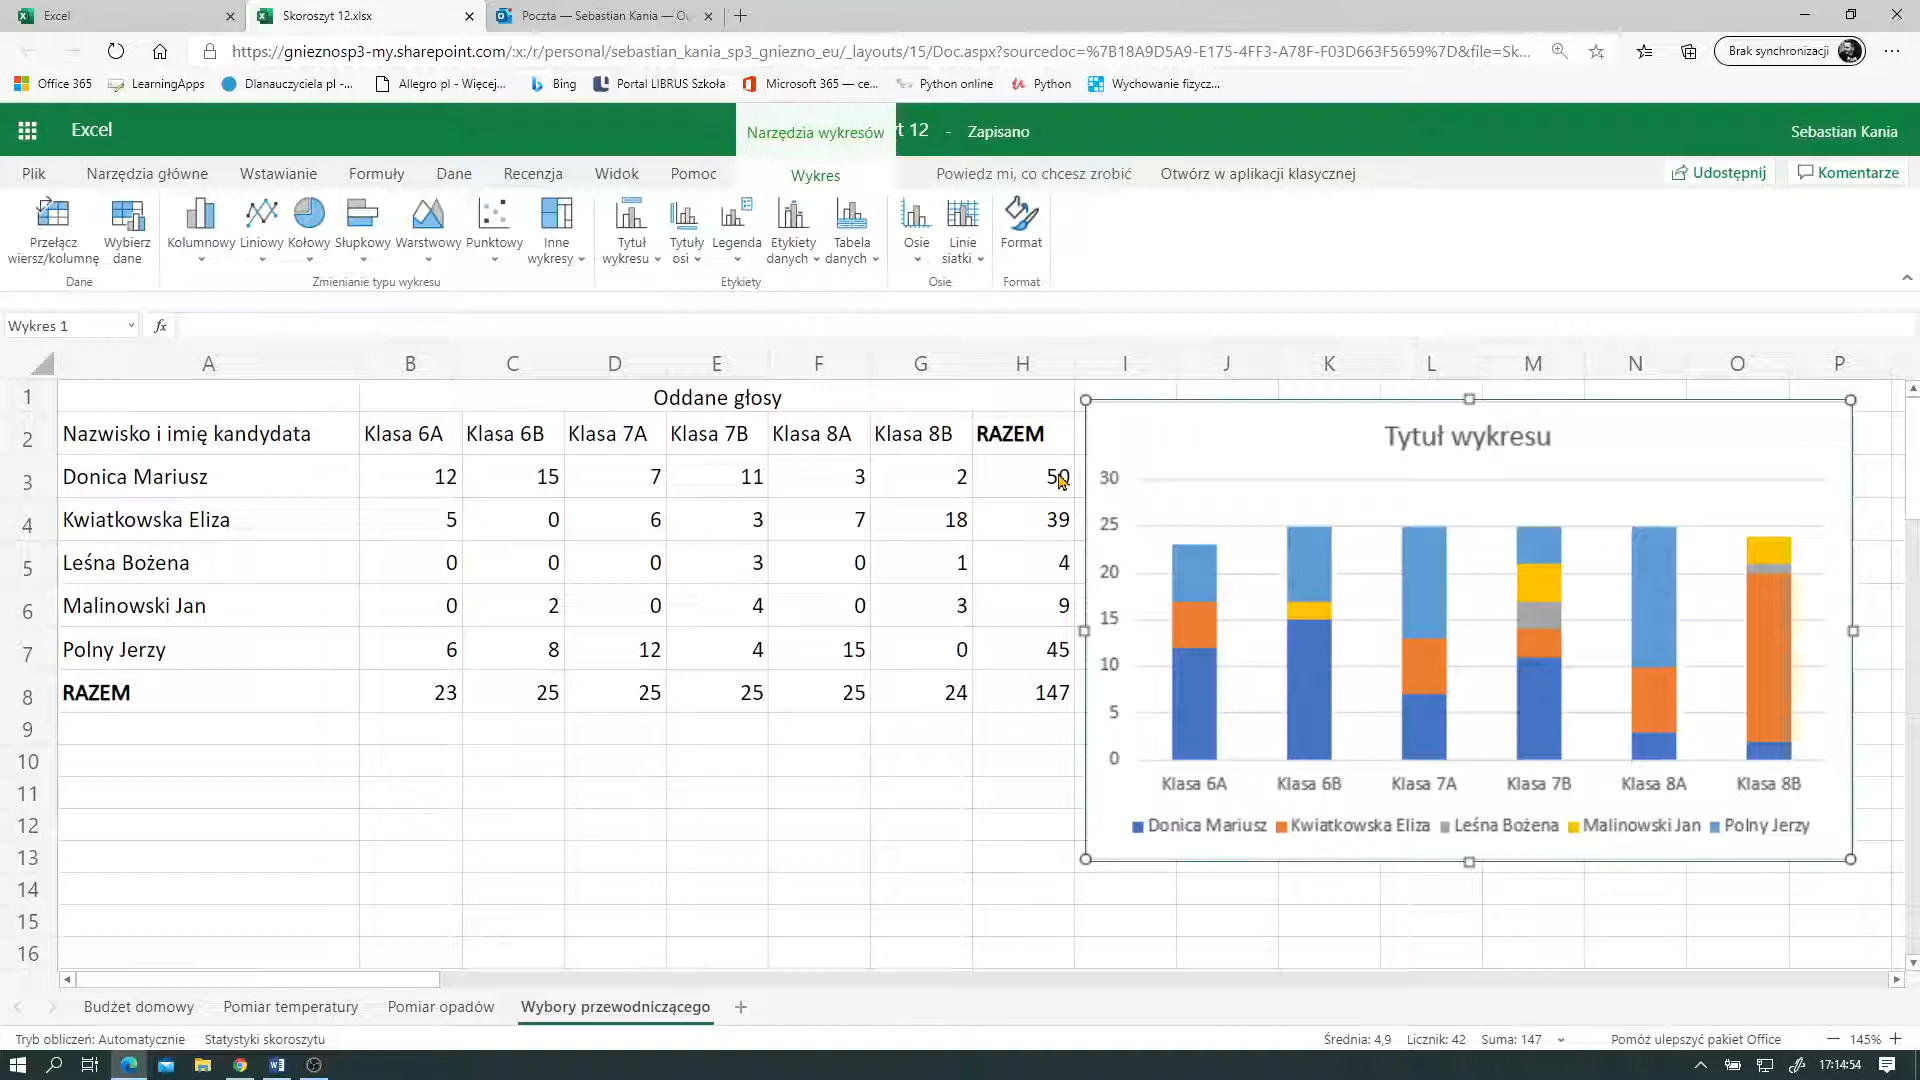 Excel
Skoroszyt 12.xlsx
Poczta — Sebastian Kania — Ou
https://gnieznosp3-my.sharepoint.com/:x:/r/personal/sebastian_kania_sp3_gniezno_eu/_layouts/15/Doc.aspx?sourcedoc=%7B18A9D5A9-E175-4FF3-A78F-F03D663F5659%7D&file=Sk...
Brak synchronizacji
Office 365 LearningApps Dlanauczyciela pl -... Allegro pl - Więcej,... Bing Portal LIBRUS Szkoła Microsoft 365 — ce... Python online Python Wychowanie fizycz...
Excel Narzędzia wykresów t 12 - Zapisano Sebastian Kania
Plik Narzędzia główne Wstawianie Formuły Dane Recenzja Widok Pomoc Wykres Powiedz mi, co chcesz zrobić Otwórz w aplikacji klasycznej Udostępnij Komentarze
Przełącz wiersz/kolumnę
Wybierz dane
Kolumnowy Liniowy Kołowy Słupkowy Warstwowy Punktowy Inne wykresy
Tytuł wykresu Tytuły osi Legenda Etykiety danych Tabela danych
Osie Linie siatki Format
Dane Zmienianie typu wykresu Etykiety Osie Format
Wykres 1 fx
A B C D E F G H I J K L M N O P
1 Oddane głosy
2 Nazwisko i imię kandydata Klasa 6A Klasa 6B Klasa 7A Klasa 7B Klasa 8A Klasa 8B RAZEM
3 Donica Mariusz 12 15 7 11 3 2 50
4 Kwiatkowska Eliza 5 0 6 3 7 18 39
5 Leśna Bożena 0 0 0 3 0 1 4
6 Malinowski Jan 0 2 0 4 0 3 9
7 Polny Jerzy 6 8 12 4 15 0 45
8 RAZEM 23 25 25 25 25 24 147
9
10
11
12
13
14
15
16
Tytuł wykresu
30
25
20
15
10
5
0
Klasa 6A Klasa 6B Klasa 7A Klasa 7B Klasa 8A Klasa 8B
Donica Mariusz Kwiatkowska Eliza Leśna Bożena Malinowski Jan Polny Jerzy
Budżet domowy Pomiar temperatury Pomiar opadów Wybory przewodniczącego
Tryb obliczeń: Automatycznie Statystyki skoroszytu Średnia: 4,9 Licznik: 42 Suma: 147 Pomóż ulepszyć pakiet Office 145%
17:14:54